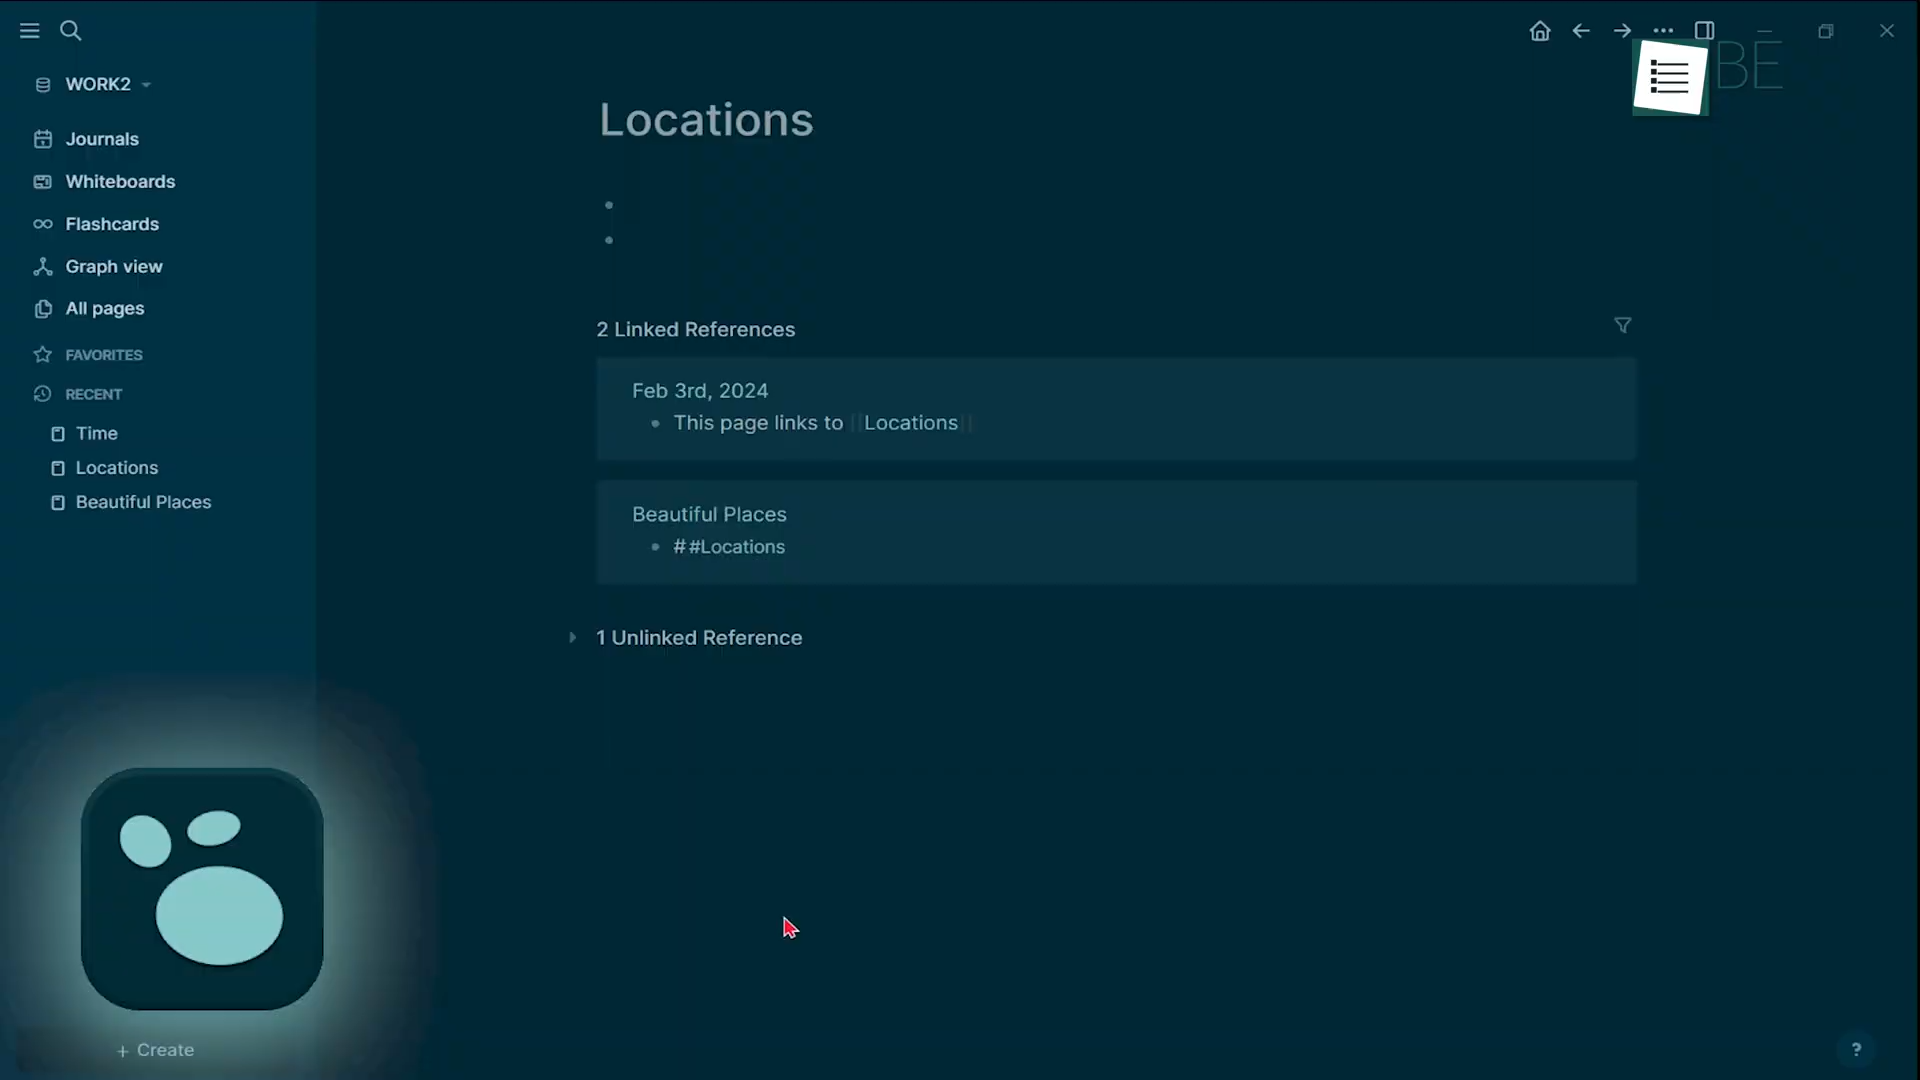 WORK2
Journals
Whiteboards
Flashcards
Graph view
All pages
FAVORITES
RECENT
Time
Locations
Beautiful Places
+ Create
Locations
2 Linked References
Feb 3rd, 2024
This page links to [[Locations]]
Beautiful Places
# #Locations
1 Unlinked Reference
BE
?